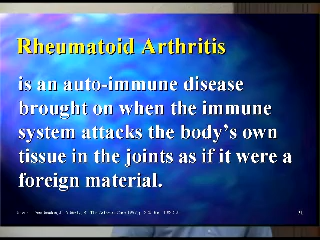 Rheumatoid Arthritis
is an auto-immune disease
brought on when the immune
system attacks the body's own
tissue in the joints as if it were a
foreign material.